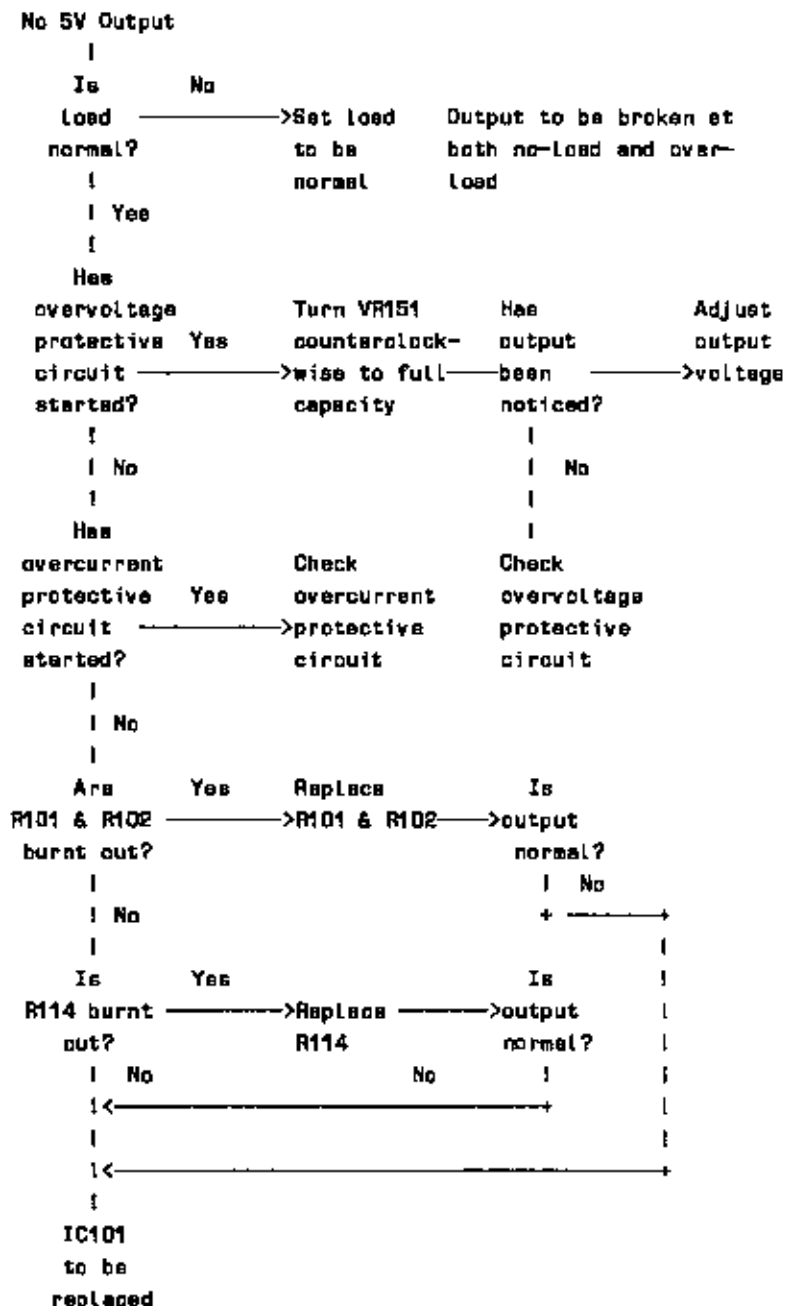 No 5V Output
Is No
load >Set load Output to be broken at
normal? to be both no-load and over-
normal load
Yes
Has
overvoltage Turn VR151 Has Adjust
protective Yes counterclock- output output
circuit >wise to full been >voltage
started? capacity noticed?
No No
Has
overcurrent Check Check
protective Yes overcurrent overvoltage
circuit >protective protective
started? circuit circuit
No
Are Yes Replace Is
R101 & R102 >R101 & R102 >output
burnt out? normal?
No
No
Is Yes Is
R114 burnt >Replace >output
out? R114 normal?
No No
IC101
to be
replaced